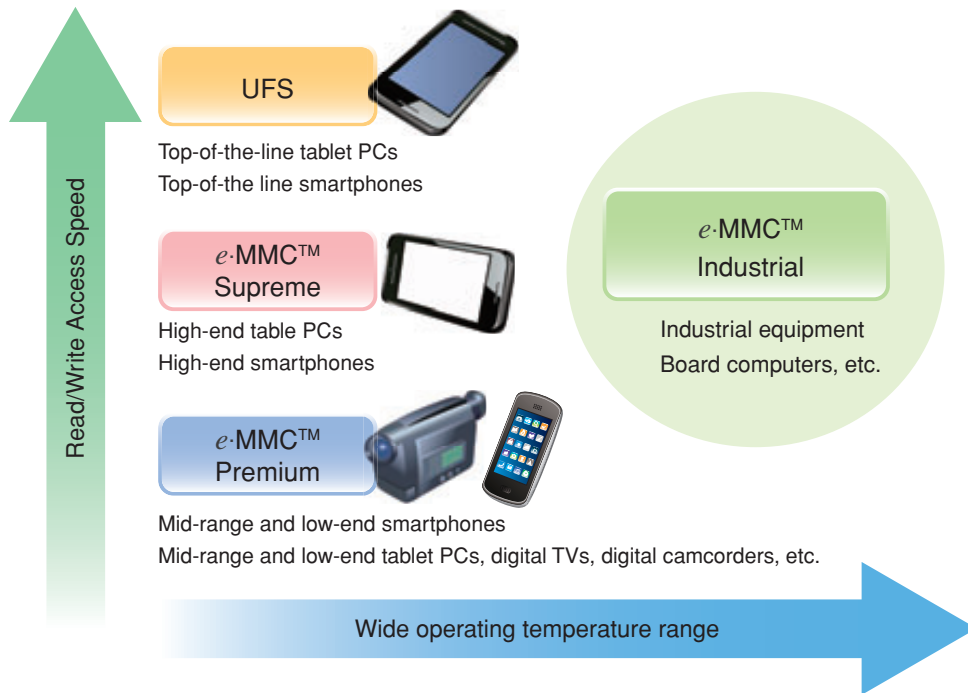 Read/Write Access Speed
UFS
Top-of-the-line tablet PCs
Top-of-the line smartphones
e·MMC™
Supreme
High-end table PCs
High-end smartphones
e·MMC™
Premium
Mid-range and low-end smartphones
Mid-range and low-end tablet PCs, digital TVs, digital camcorders, etc.
e·MMC™
Industrial
Industrial equipment
Board computers, etc.
Wide operating temperature range